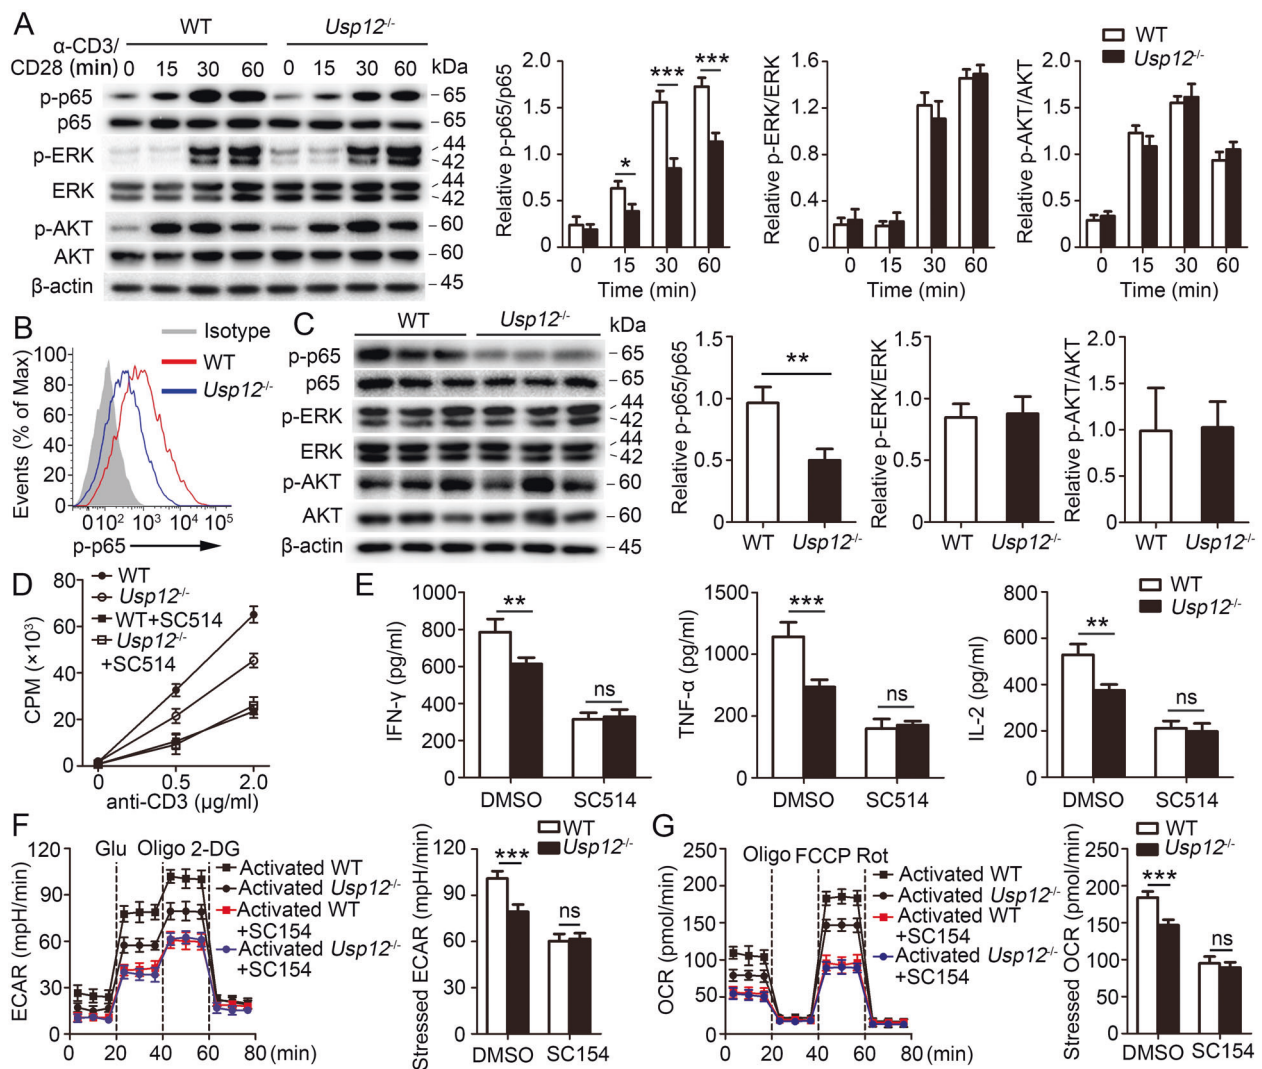 A
WT
Usp12-/-
α-CD3/
CD28 (min) 0 15 30 60 0 15 30 60 kDa
p-p65
65
p65
65
p-ERK
44
42
ERK
44
42
p-AKT
60
AKT
60
β-actin
45
Relative p-p65/p65
2.0
1.5
1.0
0.5
0
*
***
***
0 15 30 60
Time (min)
Relative p-ERK/ERK
1.6
1.2
0.8
0.4
0
0 15 30 60
Time (min)
WT
Usp12-/-
Relative p-AKT/AKT
2.0
1.5
1.0
0.5
0
0 15 30 60
Time (min)
B
Isotype
WT
Usp12-/-
Events (% of Max)
100
80
60
40
20
0
0 10² 10³ 10⁴ 10⁵
p-p65
C
WT
Usp12-/-
kDa
p-p65
65
p65
65
p-ERK
44
42
ERK
44
42
p-AKT
60
AKT
60
β-actin
45
Relative p-p65/p65
1.5
1.0
0.5
0
**
WT Usp12-/-
Relative p-ERK/ERK
1.5
1.0
0.5
0
WT Usp12-/-
Relative p-AKT/AKT
2.0
1.5
1.0
0.5
0
WT Usp12-/-
D
WT
Usp12-/-
WT+SC514
Usp12-/-
+SC514
CPM (×10³)
80
60
40
20
0
0 0.5 2.0
anti-CD3 (μg/ml)
E
IFN-γ (pg/ml)
1000
800
600
400
0
**
ns
DMSO SC514
TNF-α (pg/ml)
1000
200
0
***
ns
DMSO SC514
WT
Usp12-/-
IL-2 (pg/ml)
800
600
400
200
0
**
ns
DMSO SC514
F
Glu Oligo 2-DG
ECAR (mpH/min)
120
90
60
30
0
0 20 40 60 80 (min)
Activated WT
Activated Usp12-/-
Activated WT
+SC154
Activated Usp12-/-
+SC154
WT
Usp12-/-
Stressed ECAR (mpH/min)
120
90
60
30
0
***
ns
DMSO SC154
G
Oligo FCCP Rot
OCR (pmol/min)
250
200
150
100
50
0
0 20 40 60 80 (min)
Activated WT
Activated Usp12-/-
Activated WT
+SC154
Activated Usp12-/-
+SC154
WT
Usp12-/-
Stressed OCR (pmol/min)
250
200
150
100
50
0
***
ns
DMSO SC154